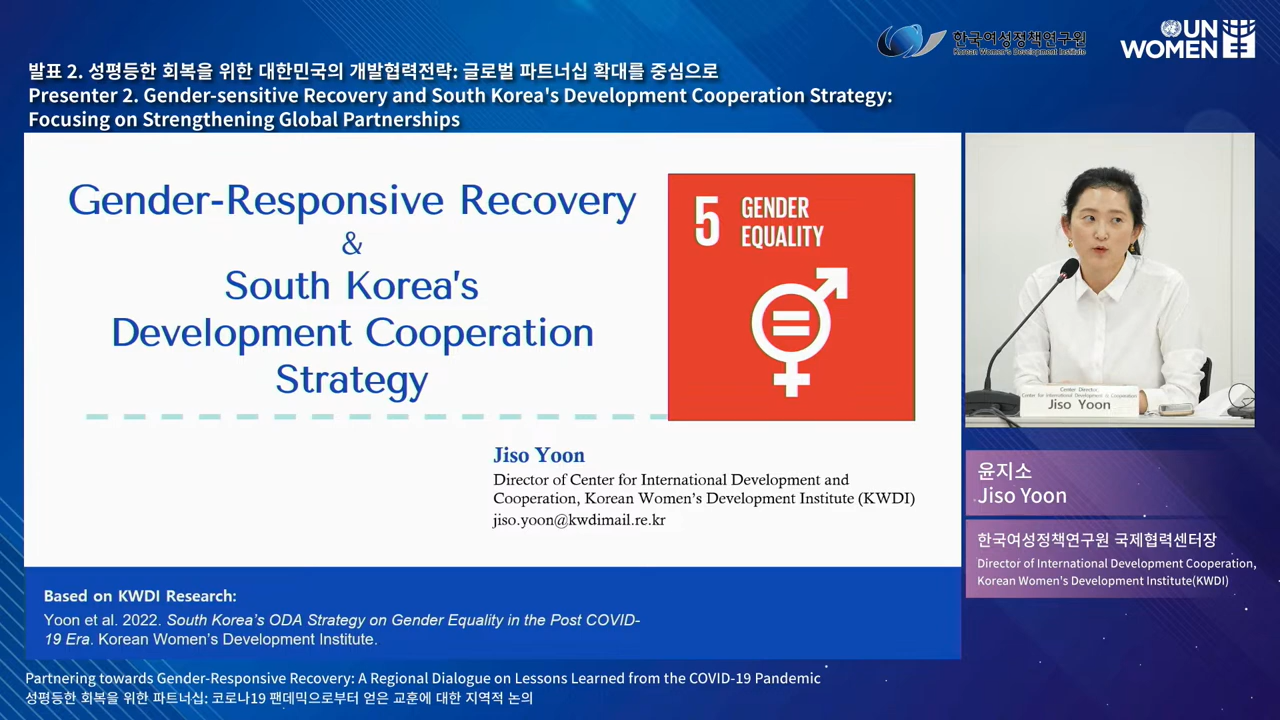 한국여성정책연구원
Korean Women's Development Institute
UN
WOMEN
발표 2. 성평등한 회복을 위한 대한민국의 개발협력전략: 글로벌 파트너십 확대를 중심으로
Presenter 2. Gender-sensitive Recovery and South Korea's Development Cooperation Strategy:
Focusing on Strengthening Global Partnerships
Gender-Responsive Recovery
&
South Korea's
Development Cooperation
Strategy
5 GENDER
EQUALITY
Jiso Yoon
Director of Center for International Development and
Cooperation, Korean Women's Development Institute (KWDI)
jiso.yoon@kwdimail.re.kr
Based on KWDI Research:
Yoon et al. 2022. South Korea's ODA Strategy on Gender Equality in the Post COVID-
19 Era. Korean Women's Development Institute.
Center Director,
Center for International Development & Cooperation
Jiso Yoon
윤지소
Jiso Yoon
한국여성정책연구원 국제협력센터장
Director of International Development Cooperation,
Korean Women's Development Institute(KWDI)
Partnering towards Gender-Responsive Recovery: A Regional Dialogue on Lessons Learned from the COVID-19 Pandemic
성평등한 회복을 위한 파트너십: 코로나19 팬데믹으로부터 얻은 교훈에 대한 지역적 논의